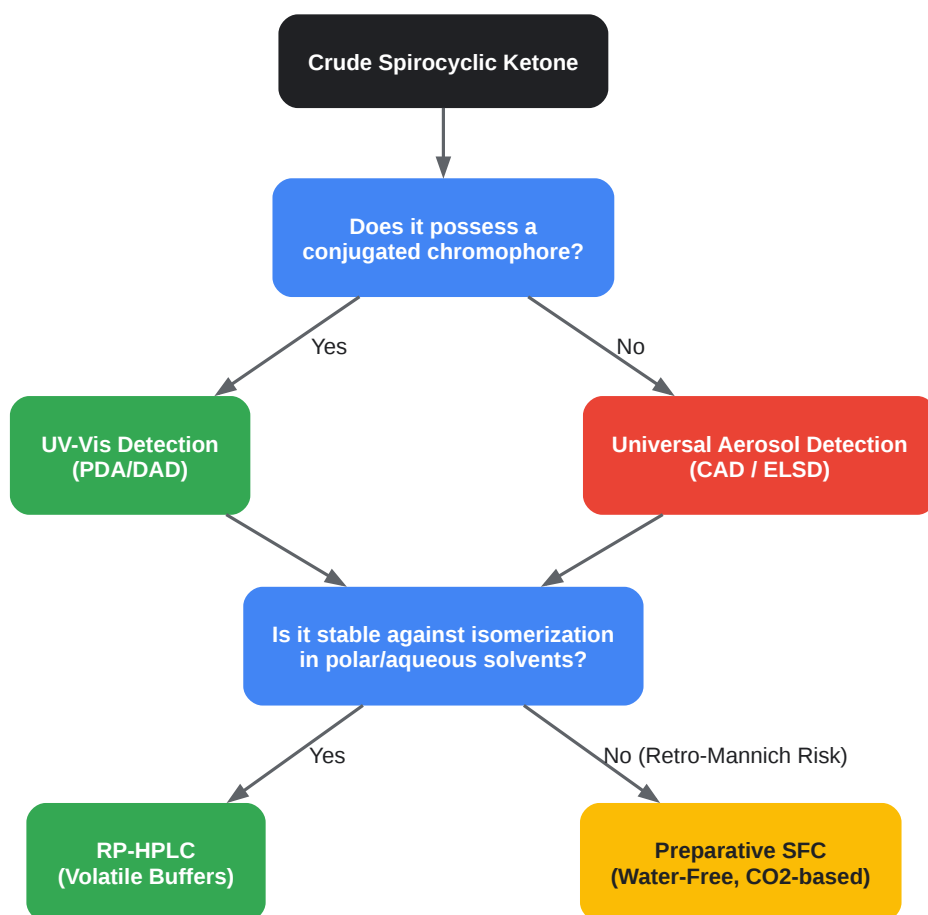 Crude Spirocyclic Ketone
Does it possess a
conjugated chromophore?
Yes
No
UV-Vis Detection
(PDA/DAD)
Universal Aerosol Detection
(CAD / ELSD)
Is it stable against isomerization
in polar/aqueous solvents?
Yes
No (Retro-Mannich Risk)
RP-HPLC
(Volatile Buffers)
Preparative SFC
(Water-Free, CO2-based)